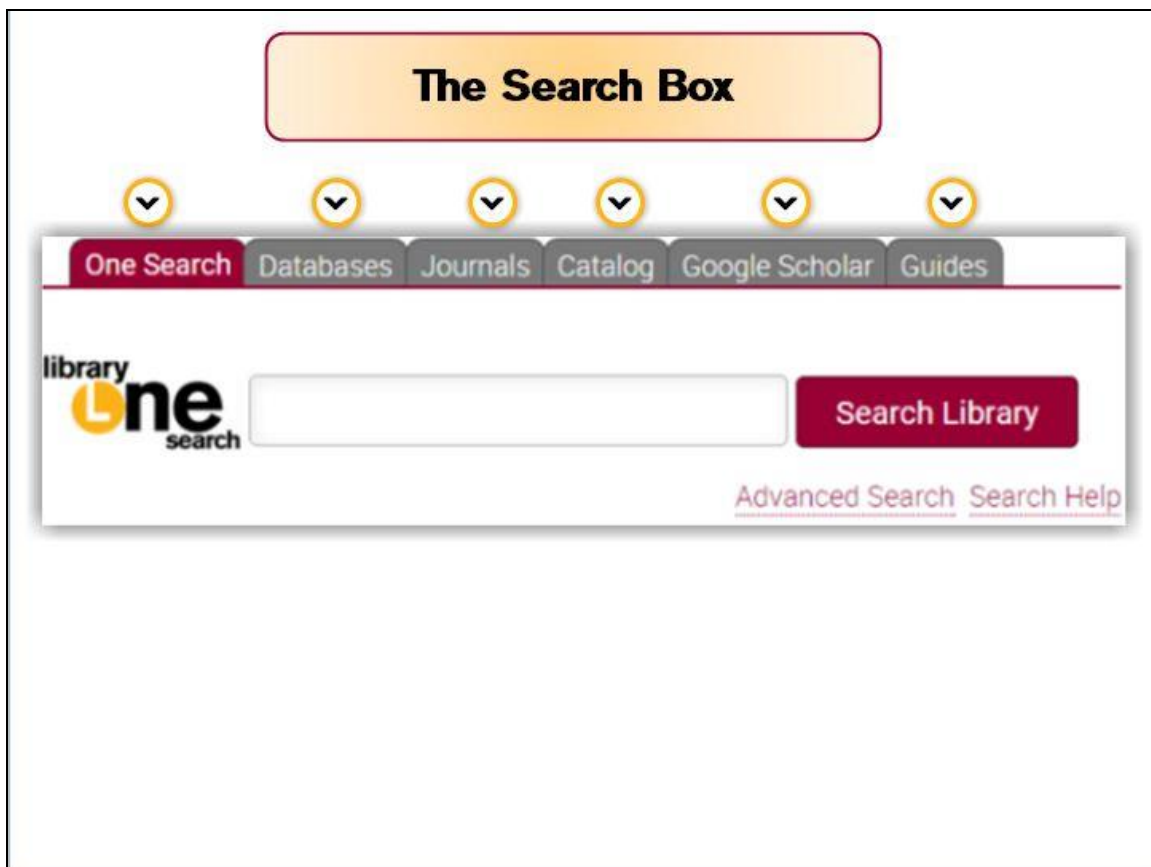 The Search Box
One Search Databases Journals Catalog Google Scholar Guides
library
One
search
Search Library
Advanced Search Search Help